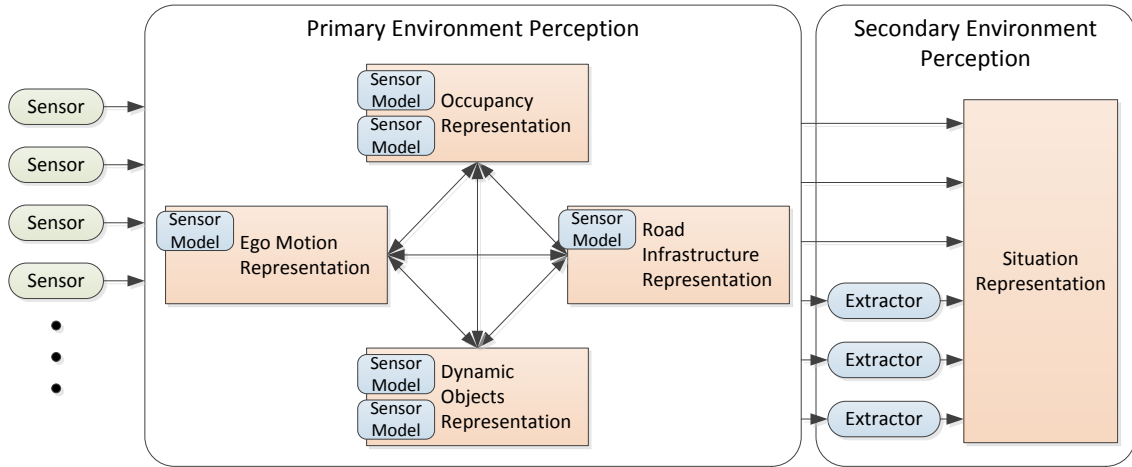 Primary Environment Perception
Secondary Environment
Perception
Sensor
Sensor
Sensor
Sensor
Sensor
Model
Sensor
Model
Occupancy
Representation
Sensor
Model
Ego Motion
Representation
Sensor
Model
Road
Infrastructure
Representation
Sensor
Model
Sensor
Model
Dynamic
Objects
Representation
Extractor
Extractor
Extractor
Situation
Representation